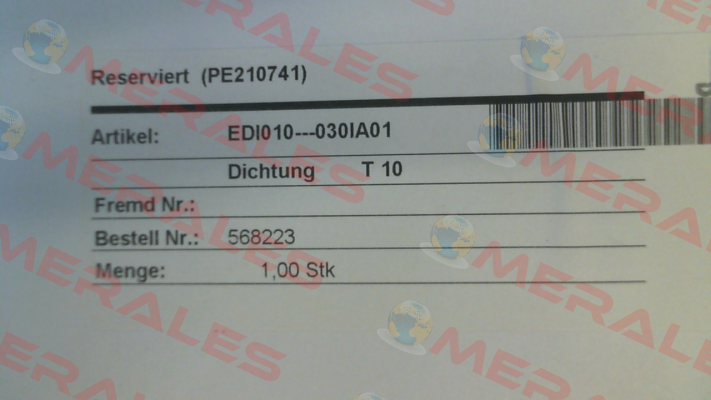 Reserviert (PE210741)
Artikel: EDI010---030IA01
Dichtung T 10
Fremd Nr.:
Bestell Nr.: 568223
Menge: 1,00 Stk
MERALES
MERALES
MERALES
MERALES
MERALES
MERALES
MERALES